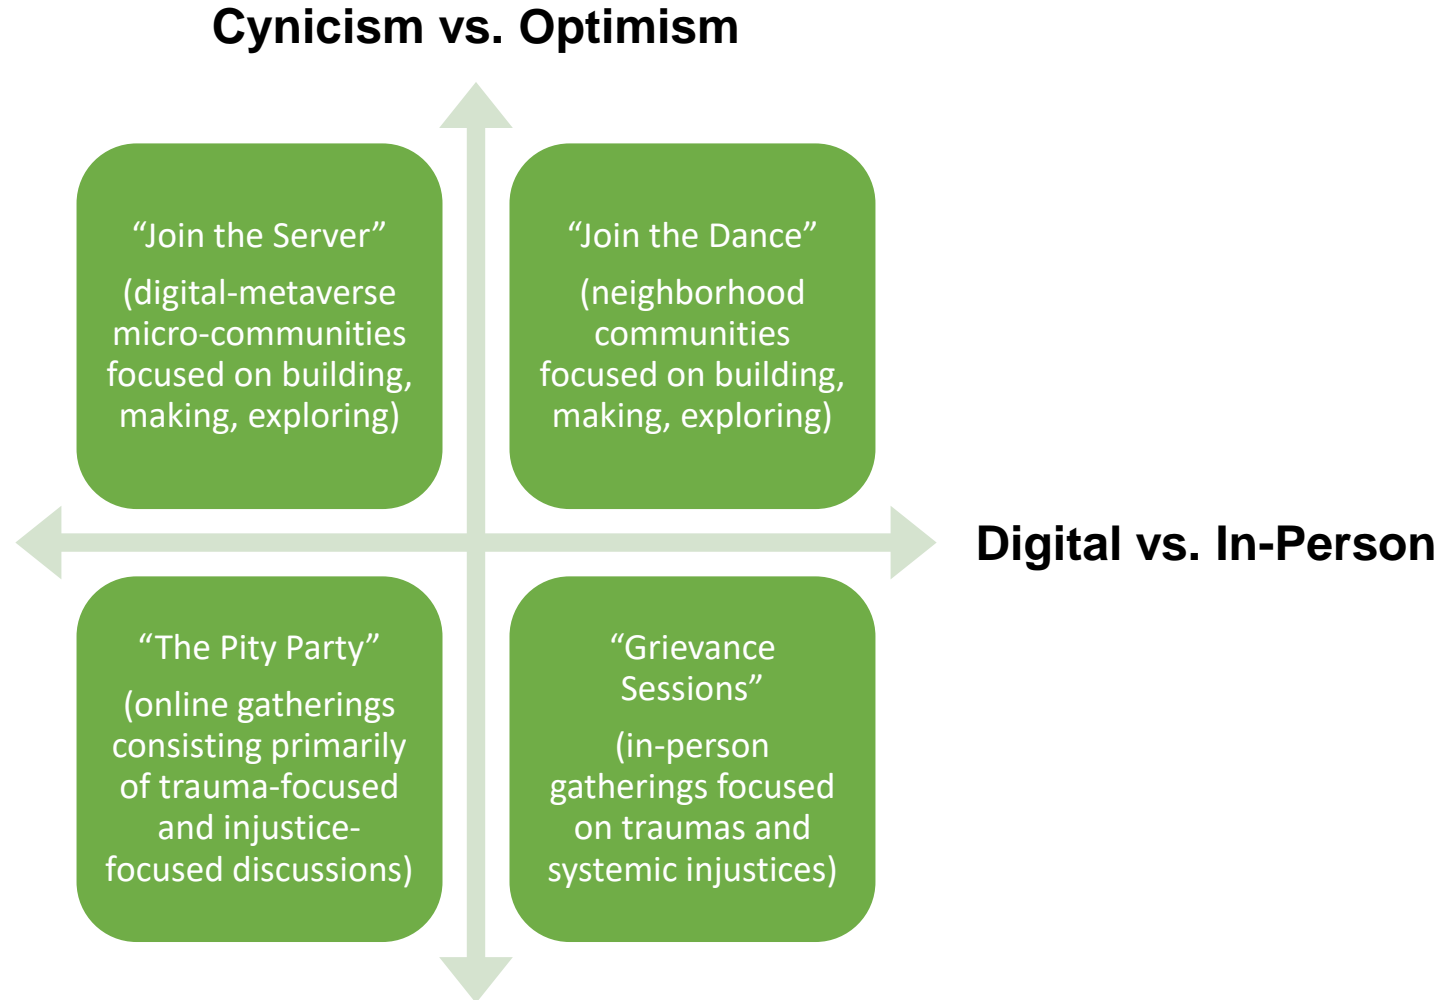 Cynicism vs. Optimism
“Join the Server”
(digital-metaverse
micro-communities
focused on building,
making, exploring)
“Join the Dance”
(neighborhood
communities
focused on building,
making, exploring)
Digital vs. In-Person
“The Pity Party”
(online gatherings
consisting primarily
of trauma-focused
and injustice-
focused discussions)
“Grievance
Sessions”
(in-person
gatherings focused
on traumas and
systemic injustices)